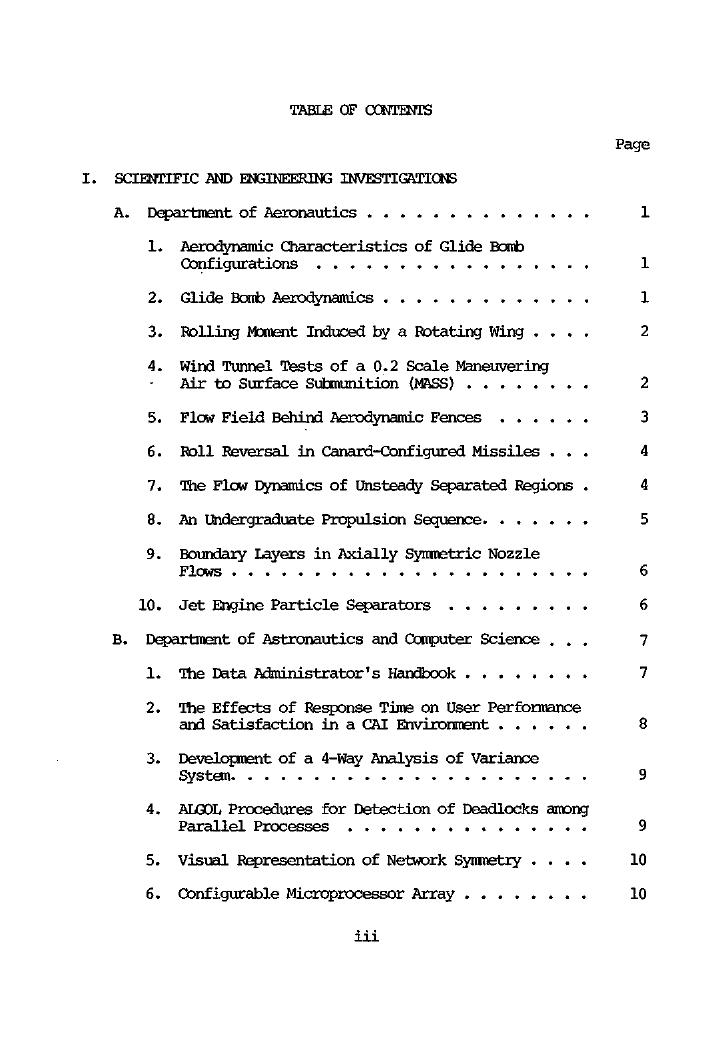 TABLE OF CONTENTS
Page
I. SCIENTIFIC AND ENGINEERING INVESTIGATIONS
A. Department of Aeronautics . . . . . . . . . . . . . . 1
1. Aerodynamic Characteristics of Glide Bomb
Configurations . . . . . . . . . . . . . . . . . 1
2. Glide Bomb Aerodynamics . . . . . . . . . . . . . 1
3. Rolling Moment Induced by a Rotating Wing . . . . 2
4. Wind Tunnel Tests of a 0.2 Scale Maneuvering
Air to Surface Submunition (MASS) . . . . . . . . 2
5. Flow Field Behind Aerodynamic Fences . . . . . . 3
6. Roll Reversal in Canard-Configured Missiles . . . 4
7. The Flow Dynamics of Unsteady Separated Regions . 4
8. An Undergraduate Propulsion Sequence. . . . . . . 5
9. Boundary Layers in Axially Symmetric Nozzle
Flows . . . . . . . . . . . . . . . . . . . . . . 6
10. Jet Engine Particle Separators . . . . . . . . . 6
B. Department of Astronautics and Computer Science . . . 7
1. The Data Administrator's Handbook . . . . . . . . 7
2. The Effects of Response Time on User Performance
and Satisfaction in a CAI Environment . . . . . . 8
3. Development of a 4-Way Analysis of Variance
System. . . . . . . . . . . . . . . . . . . . . . 9
4. ALGOL Procedures for Detection of Deadlocks among
Parallel Processes . . . . . . . . . . . . . . . 9
5. Visual Representation of Network Symmetry . . . . 10
6. Configurable Microprocessor Array . . . . . . . . 10
iii